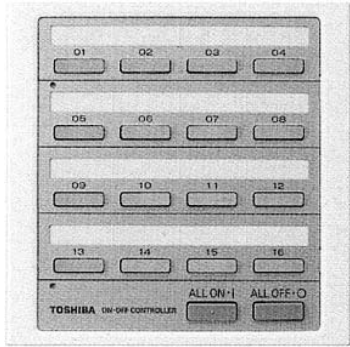 01 02 03 04
05 06 07 08
09 10 11 12
13 14 15 16
ALL ON·I ALL OFF·O
TOSHIBA ON-OFF CONTROLLER